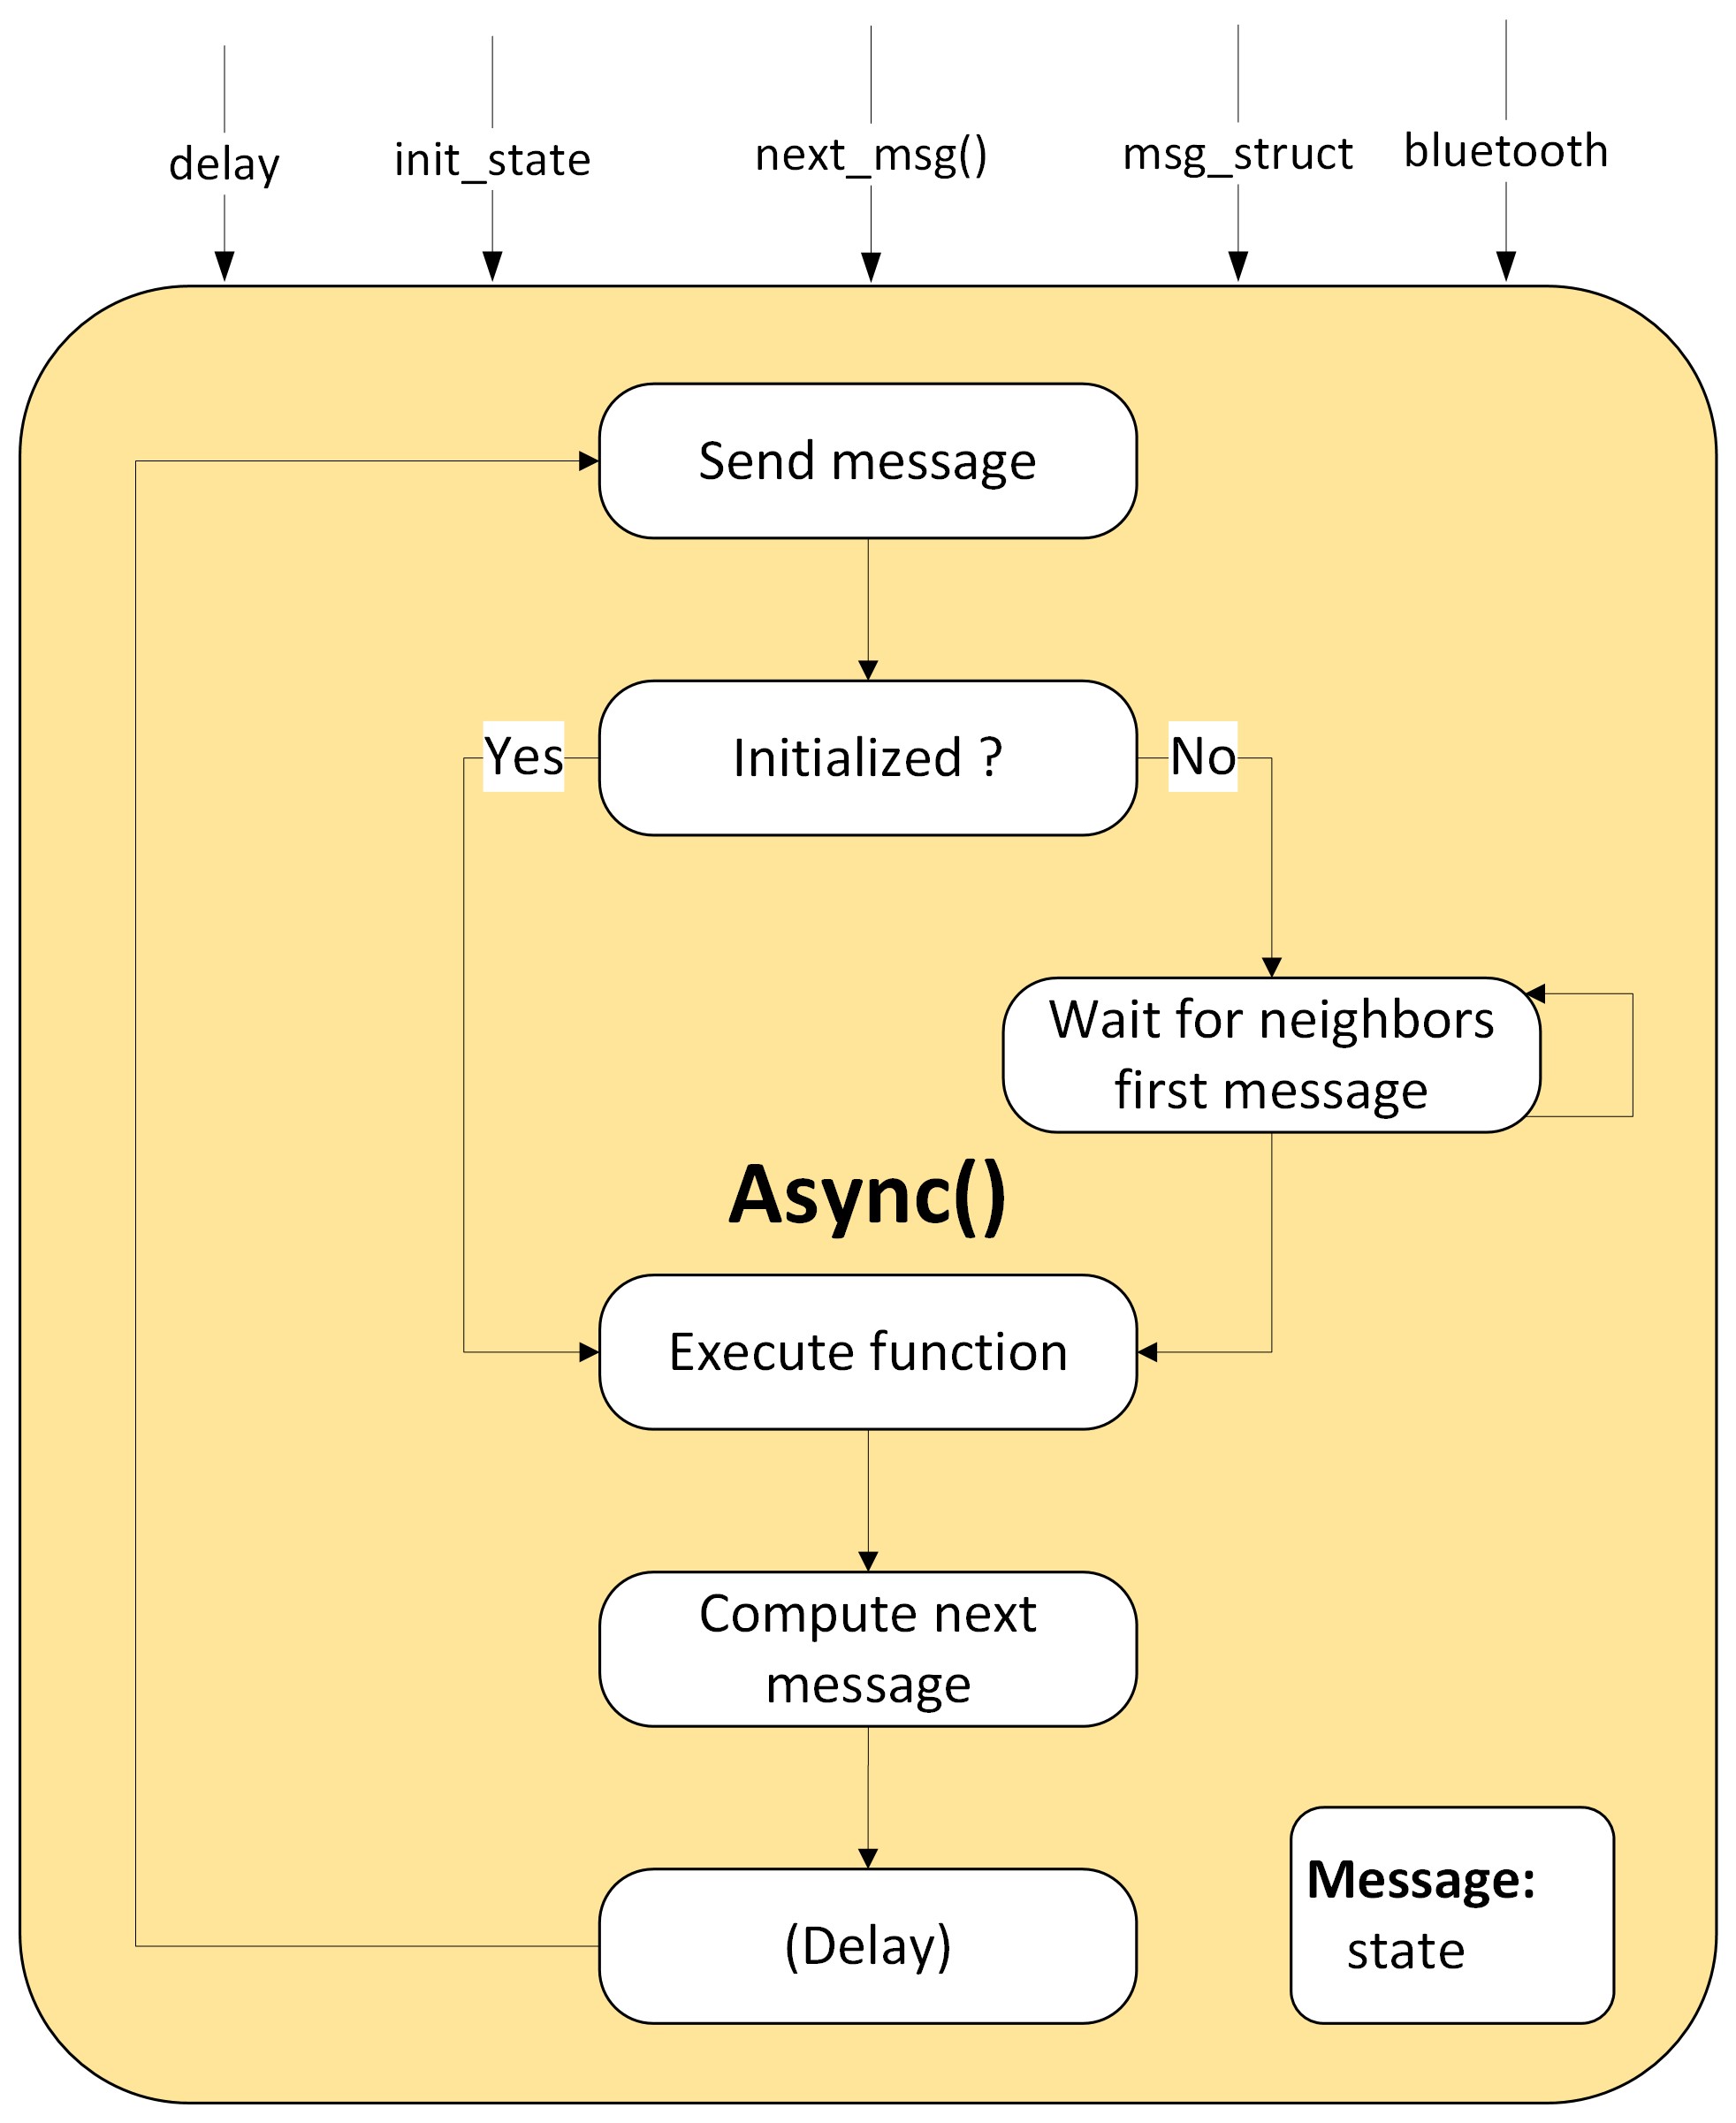 delay
init_state
next_msg()
msg_struct
bluetooth
Send message
Yes
Initialized ?
No
Wait for neighbors
first message
Async()
Execute function
Compute next
message
(Delay)
Message:
state